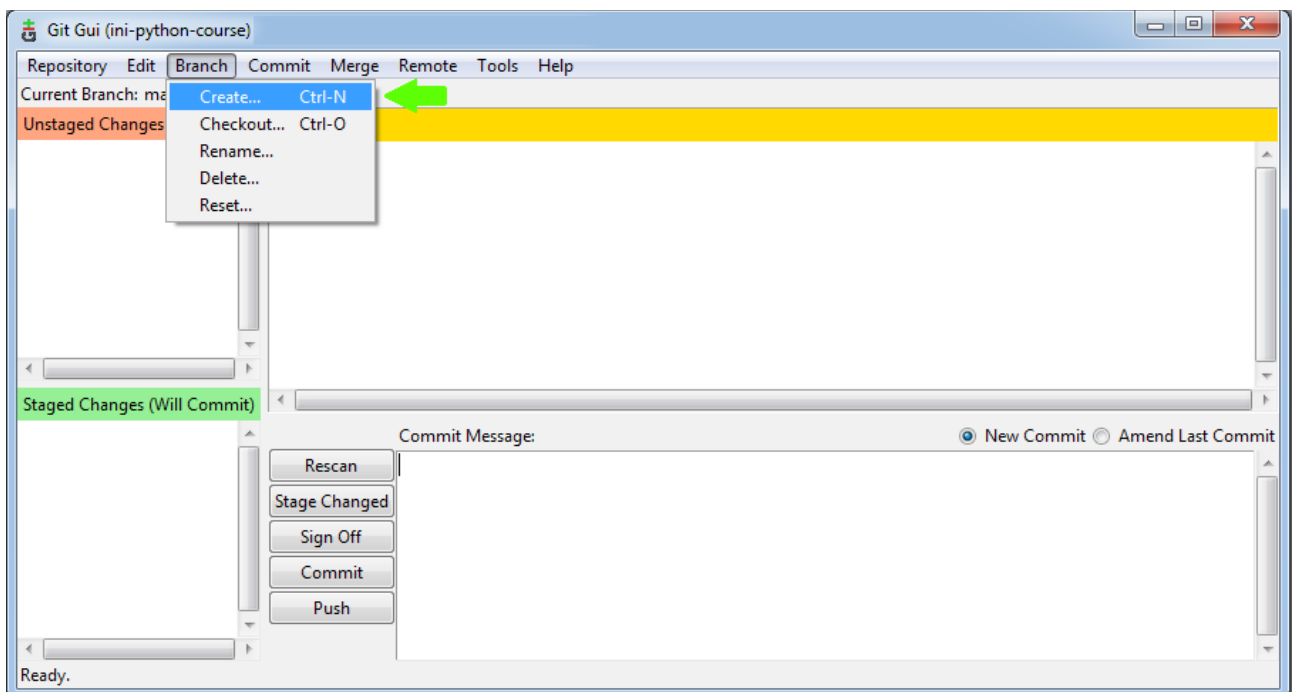 Git Gui (ini-python-course)
Repository Edit Branch Commit Merge Remote Tools Help
Current Branch: ma
Create... Ctrl-N
Unstaged Changes
Checkout... Ctrl-O
Rename...
Delete...
Reset...
Staged Changes (Will Commit)
Commit Message:
New Commit Amend Last Commit
Rescan
Stage Changed
Sign Off
Commit
Push
Ready.